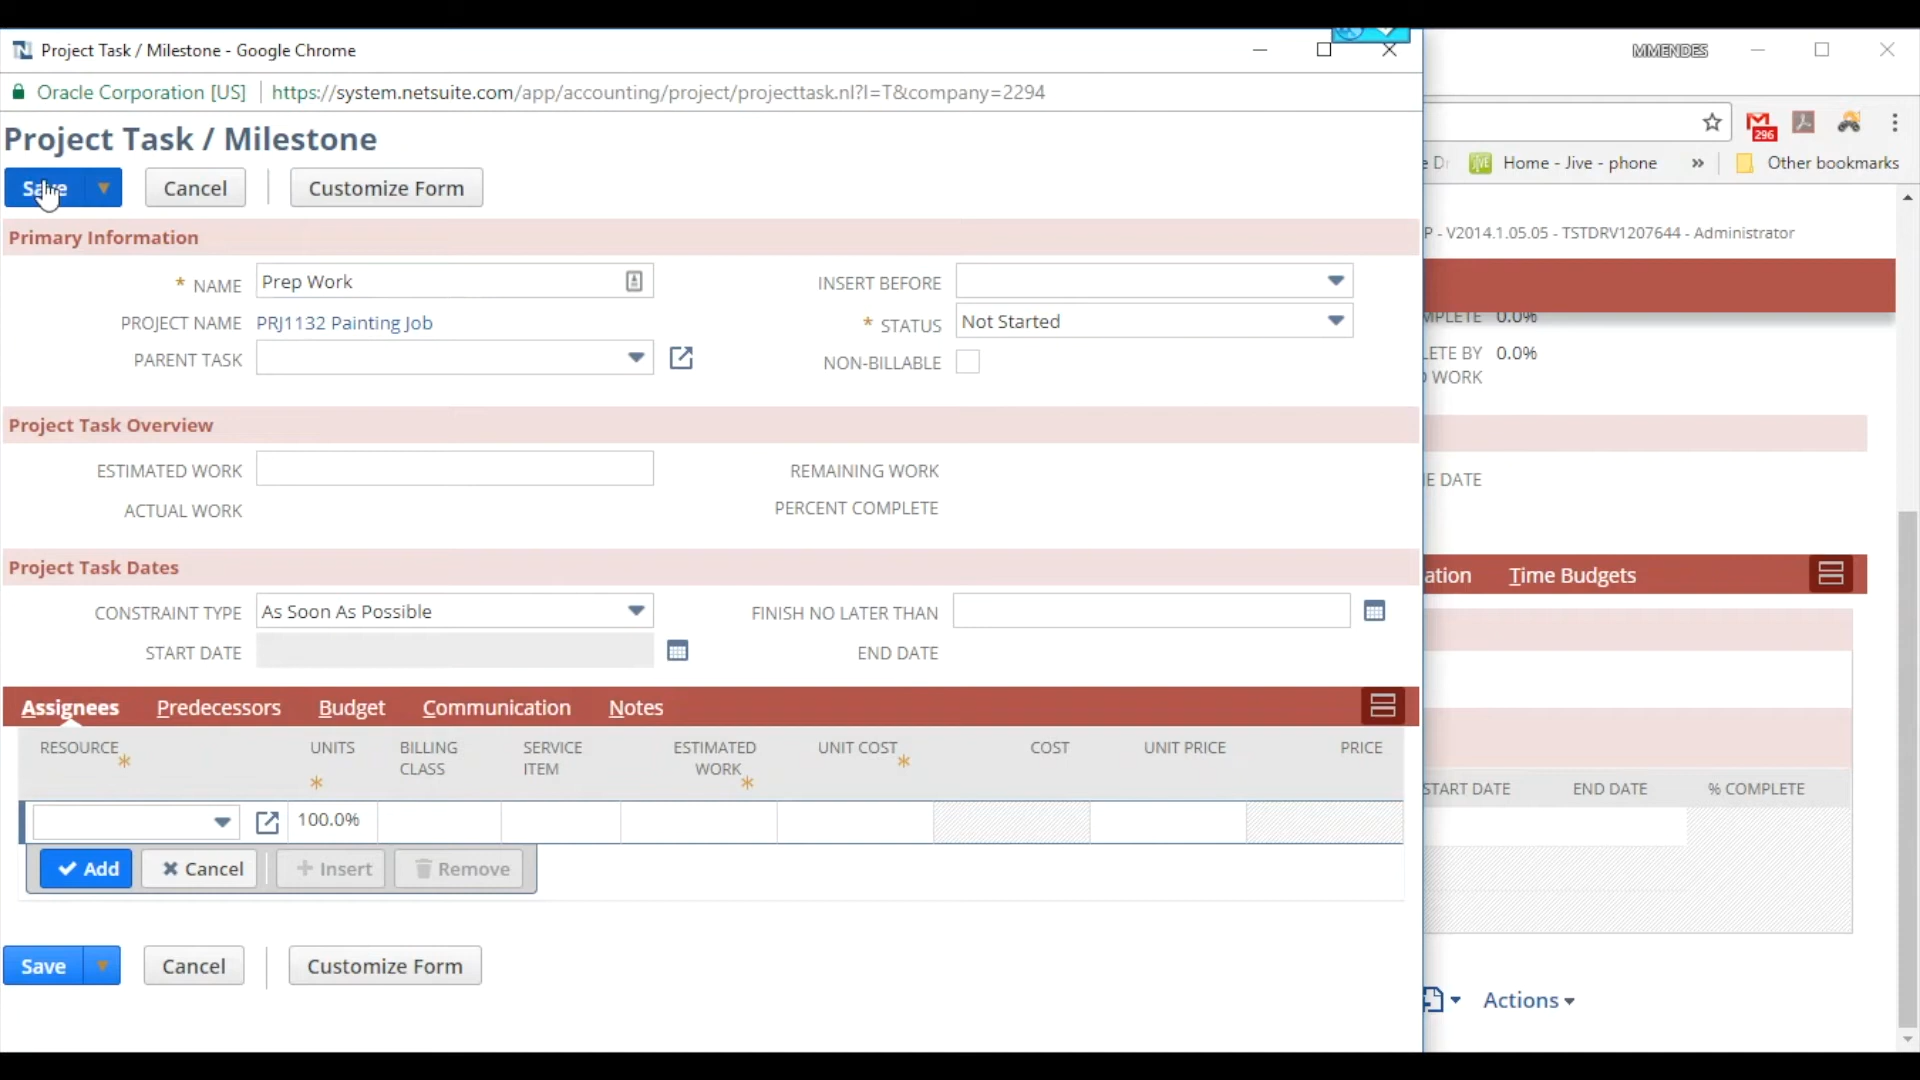 Project Task / Milestone - Google Chrome
MMENDES
Oracle Corporation [US] https://system.netsuite.com/app/accounting/project/projecttask.nl?l=T&company=2294
296
Project Task / Milestone
Home - Jive - phone » Other bookmarks
Save Cancel Customize Form
P - V2014.1.05.05 - TSTDRV1207644 - Administrator
Primary Information
* NAME Prep Work
INSERT BEFORE
PROJECT NAME PRJ1132 Painting Job
* STATUS Not Started
PARENT TASK
NON-BILLABLE
MPLETE 0.0%
LETE BY 0.0%
WORK
Project Task Overview
ESTIMATED WORK
REMAINING WORK
ACTUAL WORK
PERCENT COMPLETE
E DATE
Project Task Dates
CONSTRAINT TYPE As Soon As Possible
FINISH NO LATER THAN
START DATE
END DATE
ation Time Budgets
Assignees Predecessors Budget Communication Notes
RESOURCE * UNITS * BILLING CLASS SERVICE ITEM ESTIMATED WORK * UNIT COST * COST UNIT PRICE PRICE
START DATE END DATE % COMPLETE
100.0%
Add Cancel Insert Remove
Save Cancel Customize Form
Actions